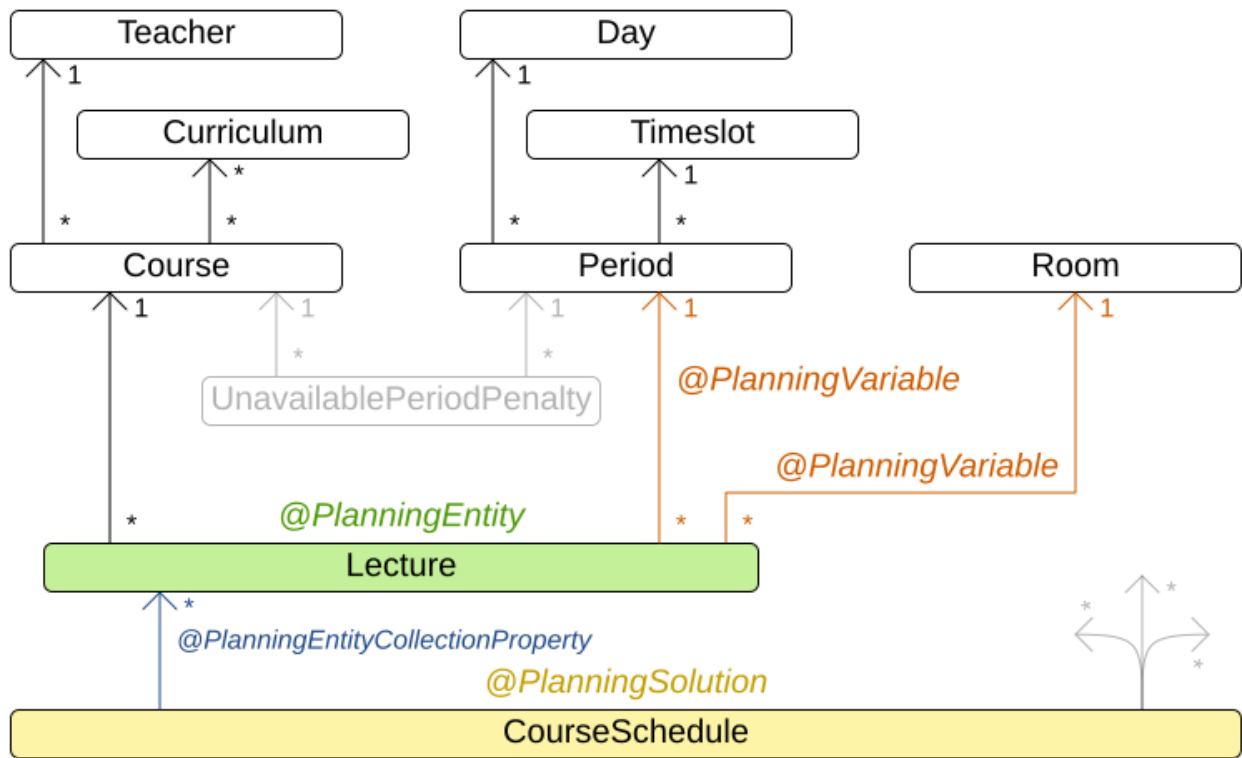 Teacher
Day
1
1
Curriculum
Timeslot
*
1
*
*
*
*
Course
Period
Room
1
1
1
1
1
*
*
@PlanningVariable
UnavailablePeriodPenalty
@PlanningVariable
@PlanningEntity
*
*
*
Lecture
*
*
*
@PlanningEntityCollectionProperty
*
@PlanningSolution
CourseSchedule